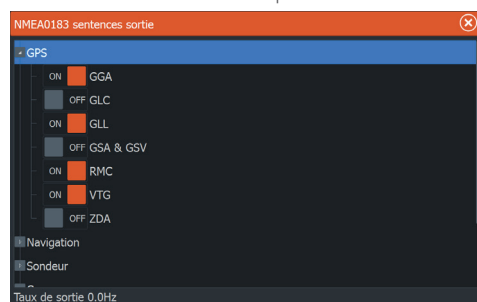 NMEA0183 sentences sortie
GPS
ON GGA
OFF GLC
ON GLL
OFF GSA & GSV
ON RMC
ON VTG
OFF ZDA
Navigation
Sondeur
Taux de sortie 0.0Hz